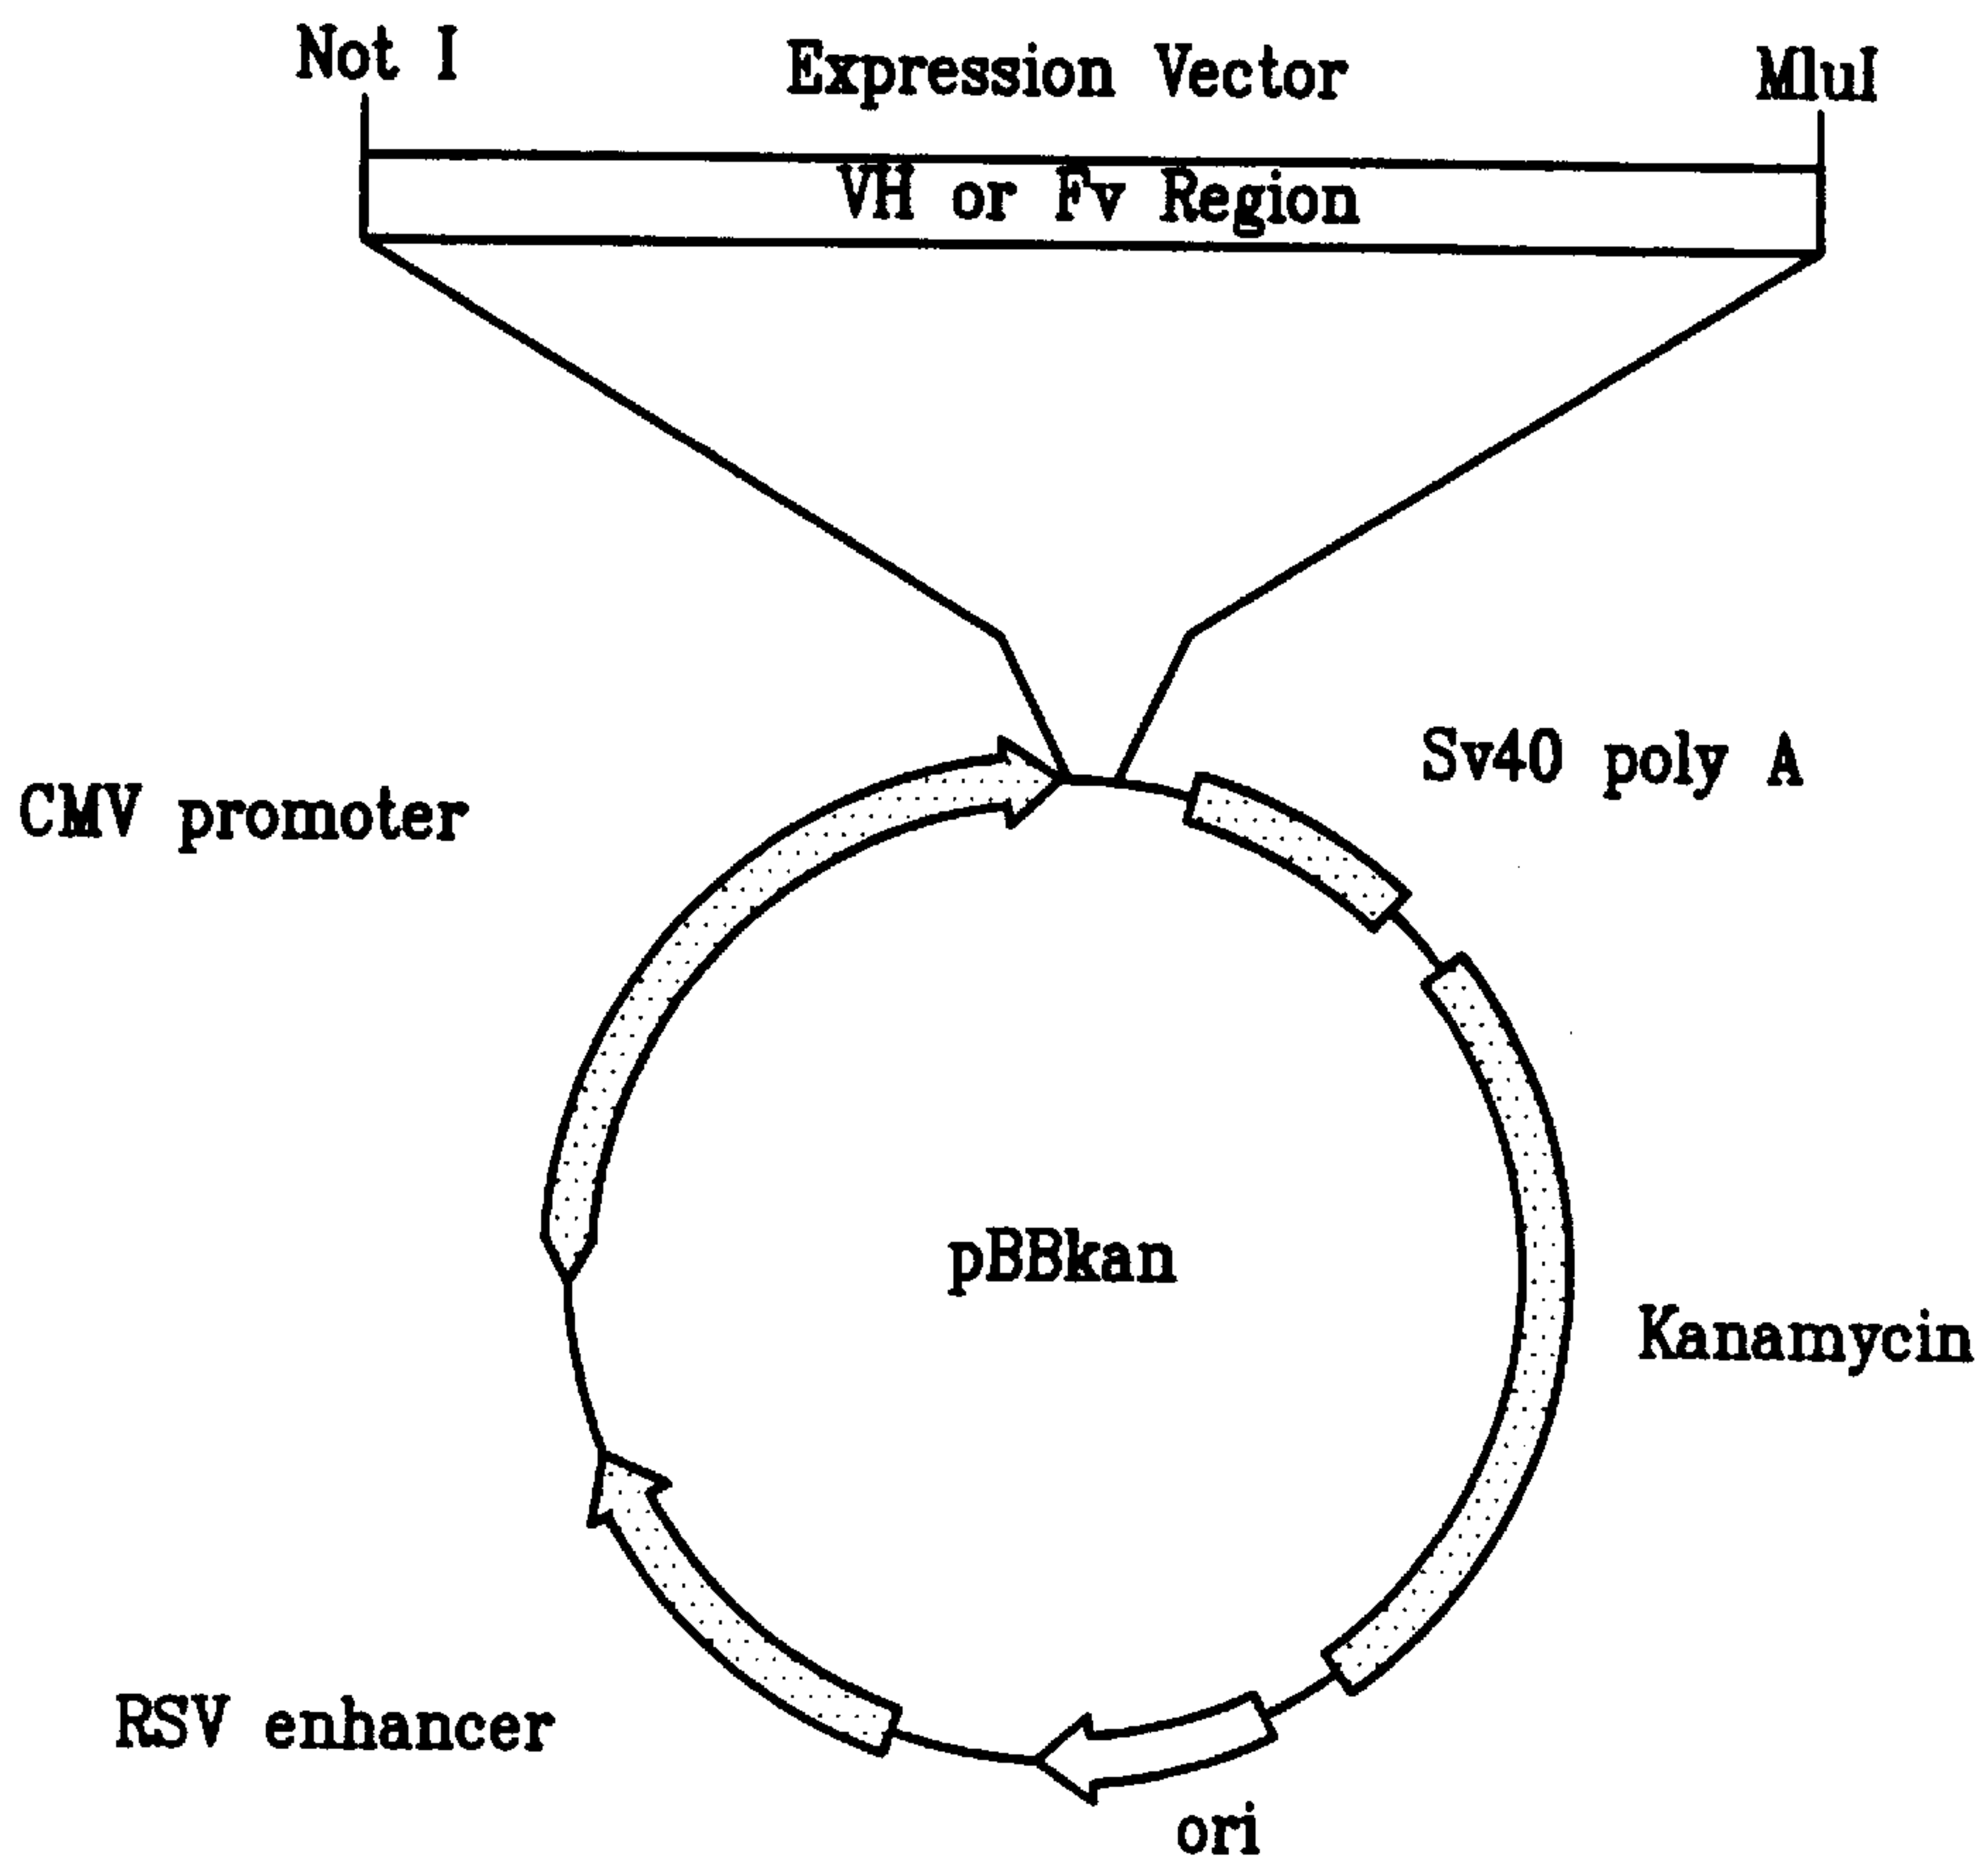 Not I
Expression Vector
MluI
VH or Fv Region
Sv40 poly A
CMV promoter
pBBkan
Kanamycin
RSV enhancer
ori